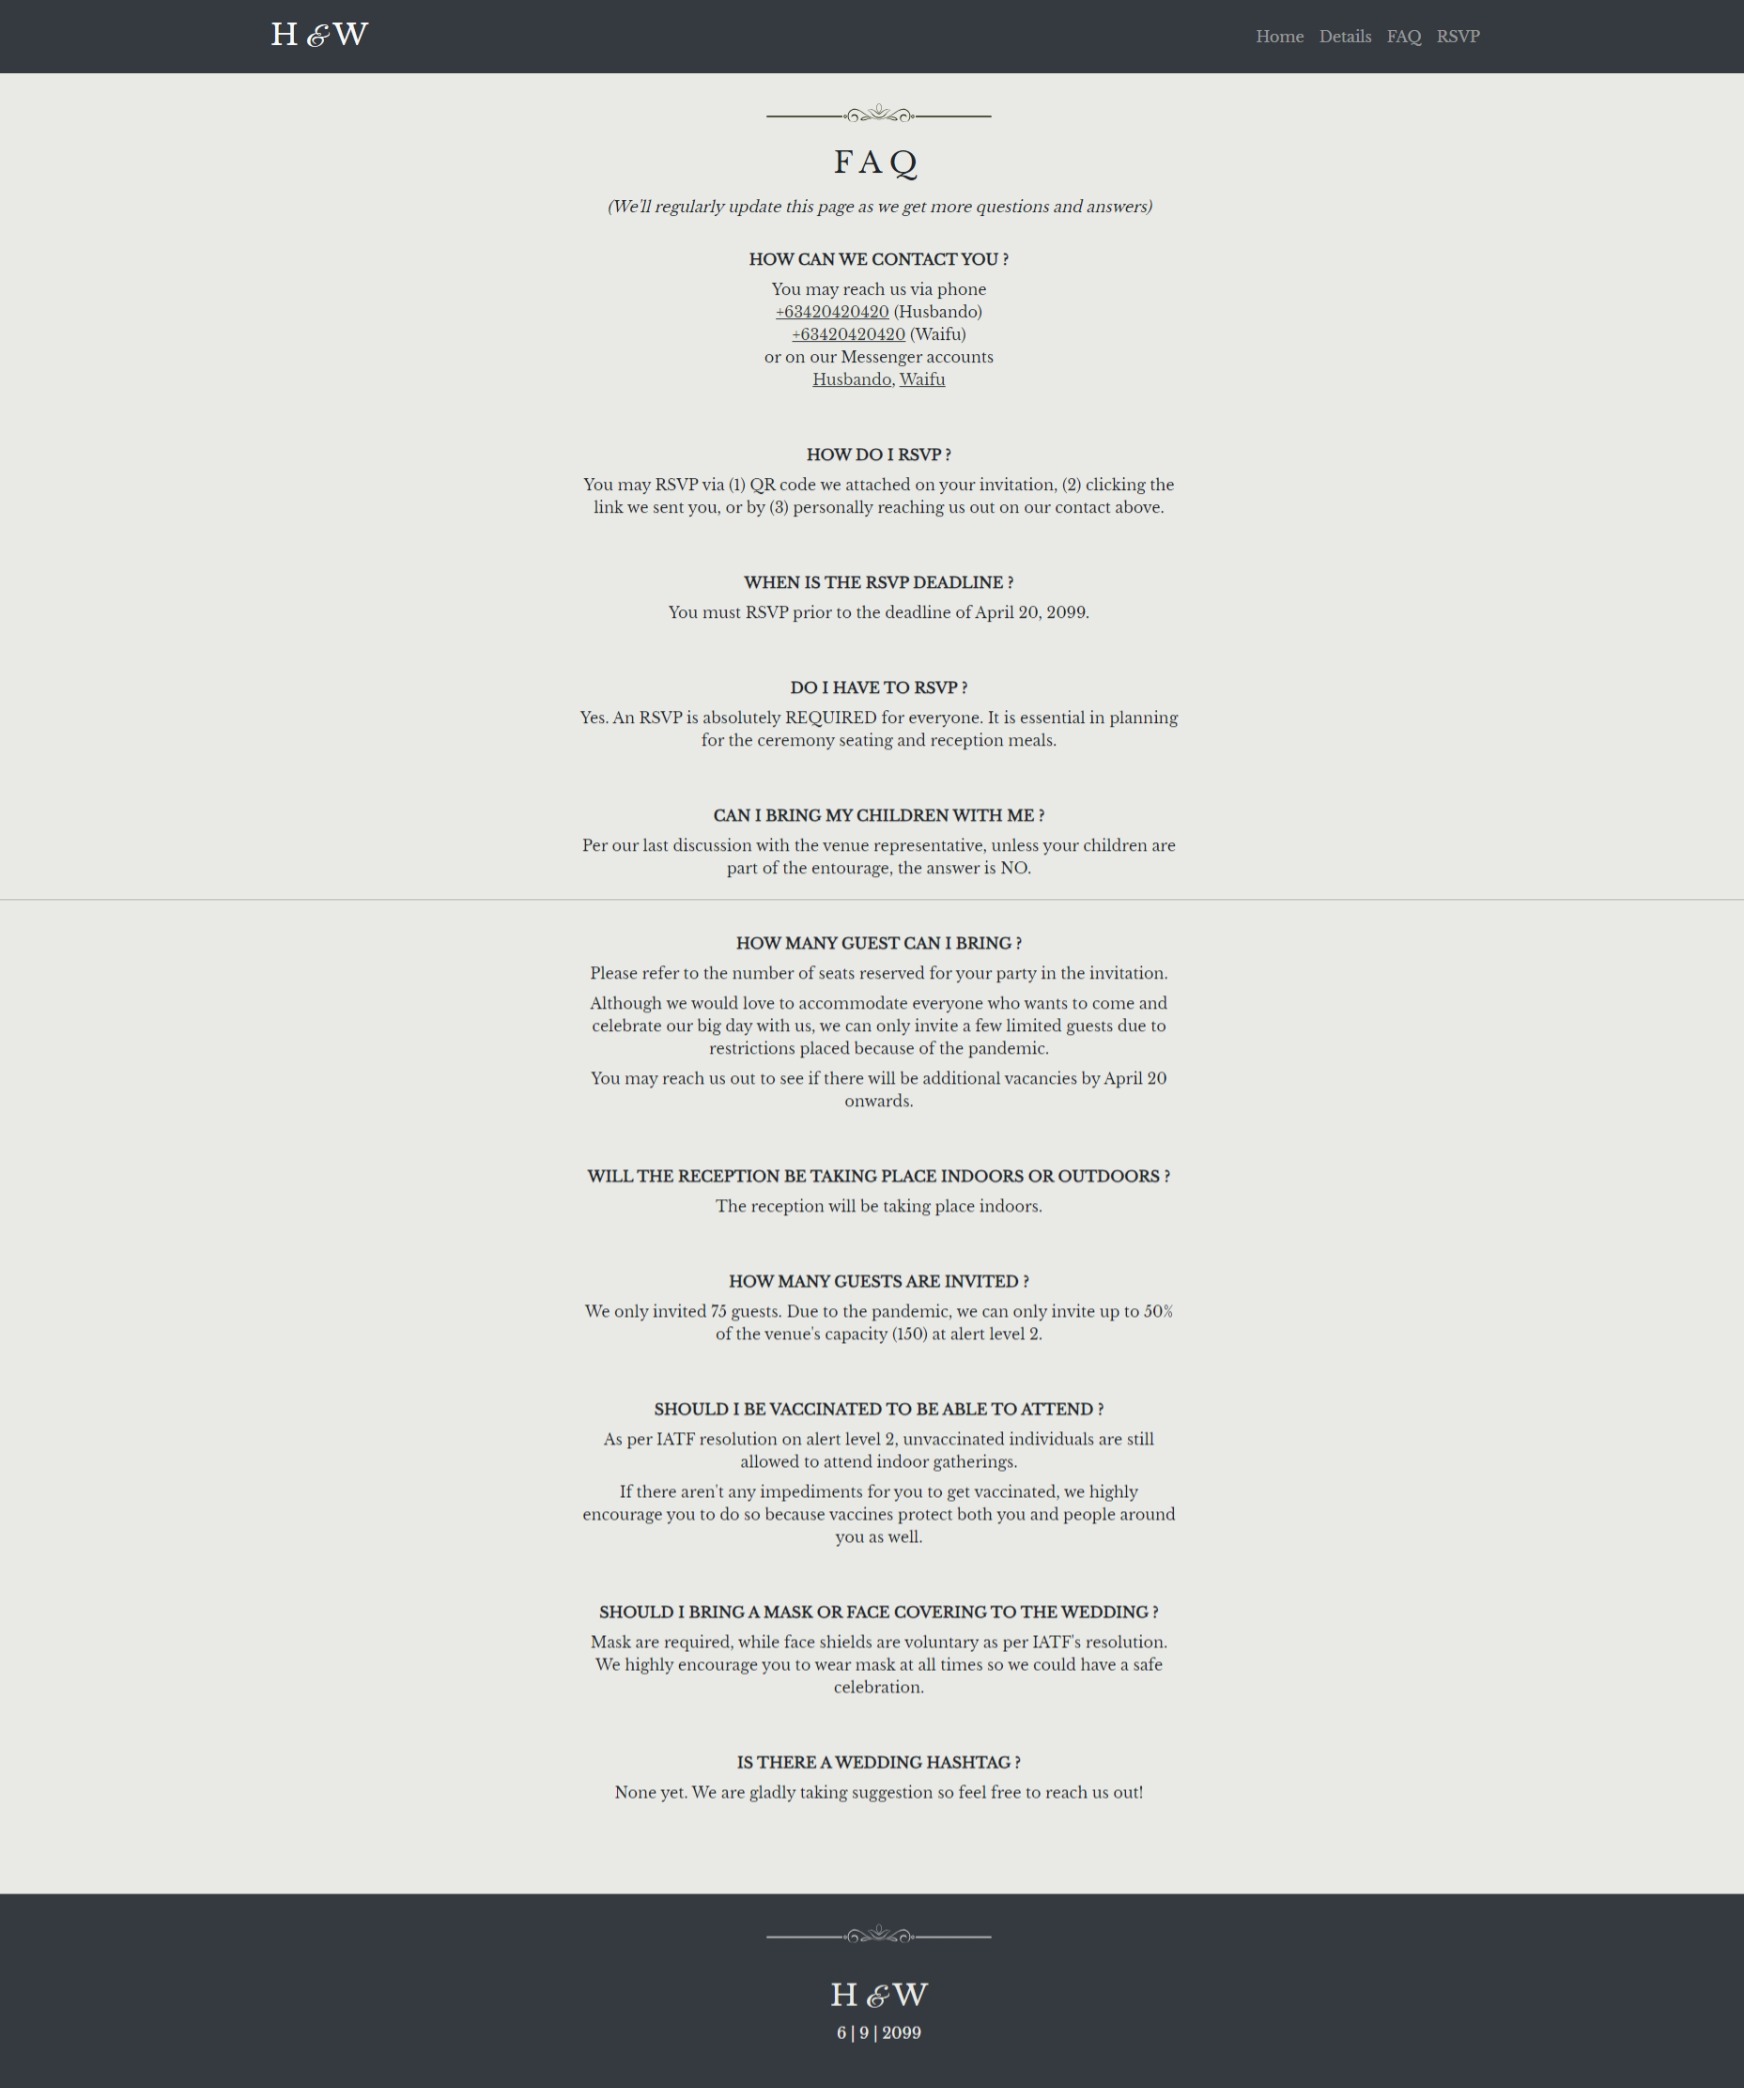 H & W
Home Details FAQ RSVP
FAQ
(We'll regularly update this page as we get more questions and answers)
HOW CAN WE CONTACT YOU ?
You may reach us via phone
+63420420420 (Husbando)
+63420420420 (Waifu)
or on our Messenger accounts
Husbando, Waifu
HOW DO I RSVP ?
You may RSVP via (1) QR code we attached on your invitation, (2) clicking the
link we sent you, or by (3) personally reaching us out on our contact above.
WHEN IS THE RSVP DEADLINE ?
You must RSVP prior to the deadline of April 20, 2099.
DO I HAVE TO RSVP ?
Yes. An RSVP is absolutely REQUIRED for everyone. It is essential in planning
for the ceremony seating and reception meals.
CAN I BRING MY CHILDREN WITH ME ?
Per our last discussion with the venue representative, unless your children are
part of the entourage, the answer is NO.
HOW MANY GUEST CAN I BRING ?
Please refer to the number of seats reserved for your party in the invitation.
Although we would love to accommodate everyone who wants to come and
celebrate our big day with us, we can only invite a few limited guests due to
restrictions placed because of the pandemic.
You may reach us out to see if there will be additional vacancies by April 20
onwards.
WILL THE RECEPTION BE TAKING PLACE INDOORS OR OUTDOORS ?
The reception will be taking place indoors.
HOW MANY GUESTS ARE INVITED ?
We only invited 75 guests. Due to the pandemic, we can only invite up to 50%
of the venue's capacity (150) at alert level 2.
SHOULD I BE VACCINATED TO BE ABLE TO ATTEND ?
As per IATF resolution on alert level 2, unvaccinated individuals are still
allowed to attend indoor gatherings.
If there aren't any impediments for you to get vaccinated, we highly
encourage you to do so because vaccines protect both you and people around
you as well.
SHOULD I BRING A MASK OR FACE COVERING TO THE WEDDING ?
Mask are required, while face shields are voluntary as per IATF's resolution.
We highly encourage you to wear mask at all times so we could have a safe
celebration.
IS THERE A WEDDING HASHTAG ?
None yet. We are gladly taking suggestion so feel free to reach us out!
H & W
6 | 9 | 2099